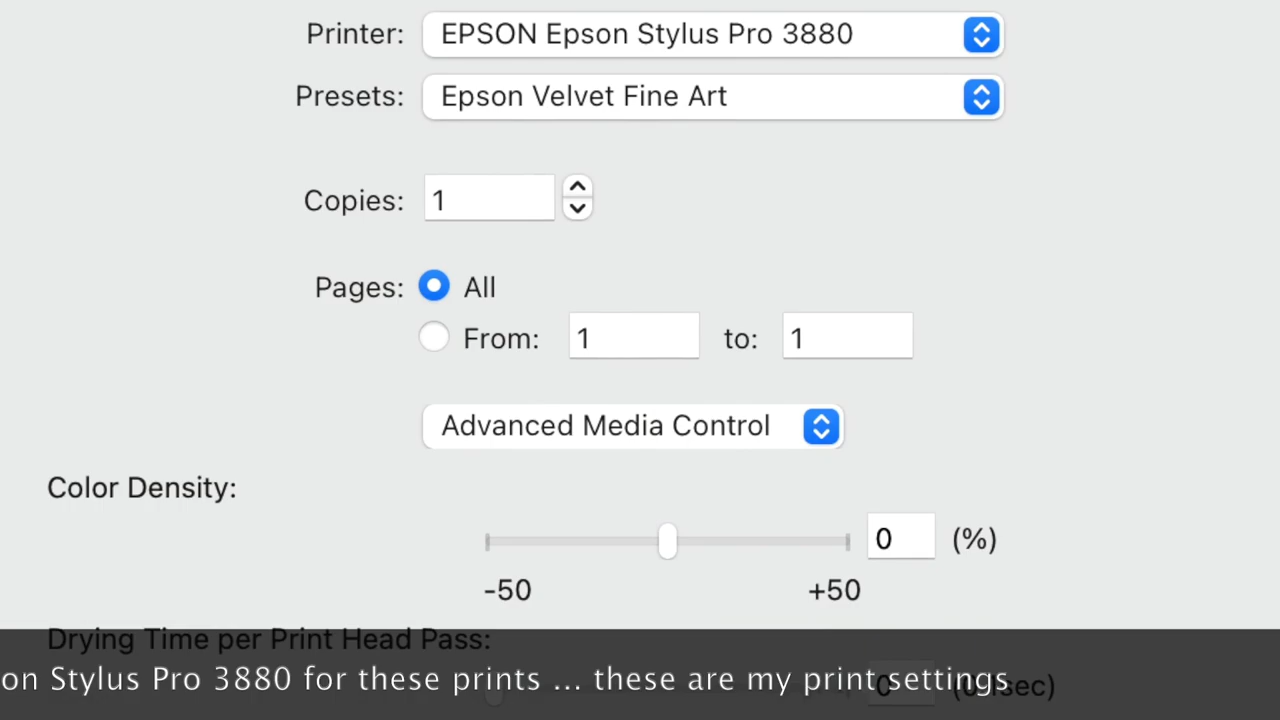 Printer: EPSON Epson Stylus Pro 3880
Presets: Epson Velvet Fine Art
Copies: 1
Pages: All
From: 1 to: 1
Advanced Media Control
Color Density:
0 (%)
-50 +50
Drying Time per Print Head Pass:
on Stylus Pro 3880 for these prints ... these are my print settings
0